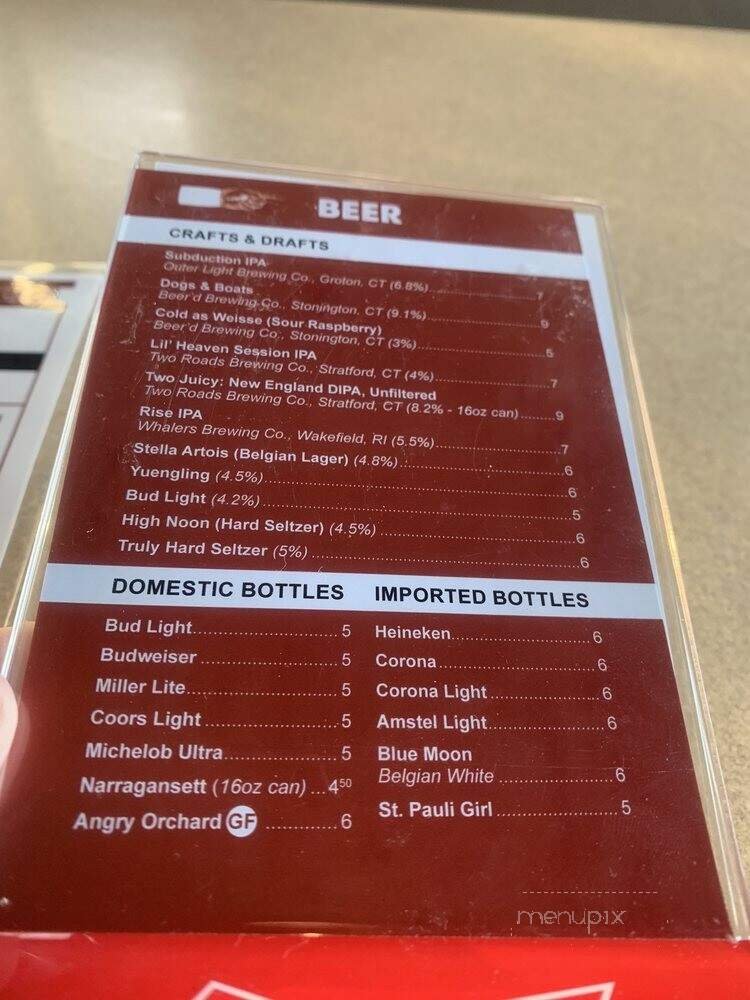 BEER
CRAFTS & DRAFTS
Subduction IPA
Outer Light Brewing Co., Groton, CT (6.8%)..............................7
Dogs & Boats
Beer'd Brewing Co., Stonington, CT (9.1%)..............................9
Cold as Weisse (Sour Raspberry)
Beer'd Brewing Co., Stonington, CT (3%)..............................5
Lil' Heaven Session IPA
Two Roads Brewing Co., Stratford, CT (4%)..............................7
Two Juicy: New England DIPA, Unfiltered
Two Roads Brewing Co., Stratford, CT (8.2% - 16oz can).........9
Rise IPA
Whalers Brewing Co., Wakefield, RI (5.5%)..............................7
Stella Artois (Belgian Lager) (4.8%)........................................6
Yuengling (4.5%)........................................6
Bud Light (4.2%)........................................5
High Noon (Hard Seltzer) (4.5%)........................................6
Truly Hard Seltzer (5%)........................................6
DOMESTIC BOTTLES
Bud Light.......................... 5
Budweiser ........................ 5
Miller Lite........................... 5
Coors Light ....................... 5
Michelob Ultra.................... 5
Narragansett (16oz can) ...4⁵⁰
Angry Orchard GF ............. 6
IMPORTED BOTTLES
Heineken.......................... 6
Corona............................ 6
Corona Light ..................... 6
Amstel Light...................... 6
Blue Moon
Belgian White .................... 6
St. Pauli Girl..................... 5
menupix